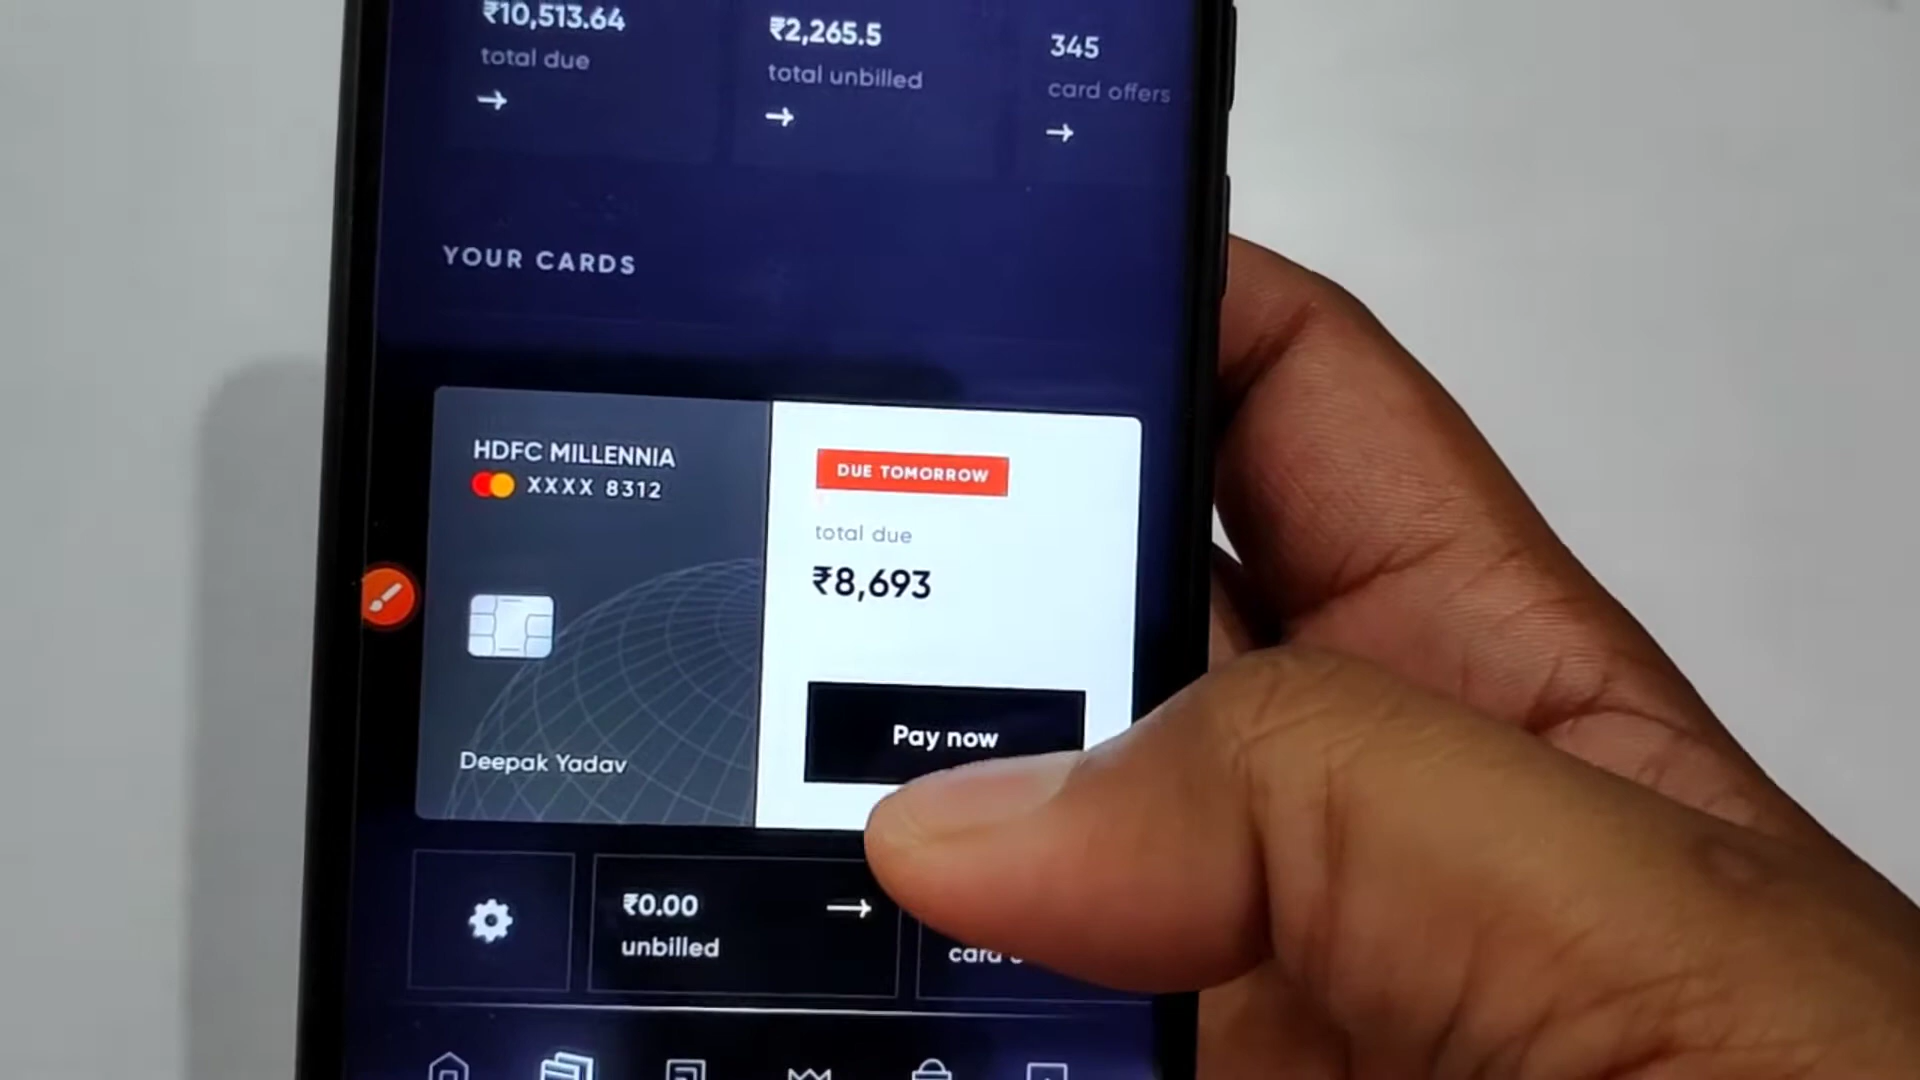 ₹10,513.64
total due
₹2,265.5
total unbilled
345
card offers
YOUR CARDS
HDFC MILLENNIA
XXXX 8312
Deepak Yadav
DUE TOMORROW
total due
₹8,693
Pay now
₹0.00
unbilled
card